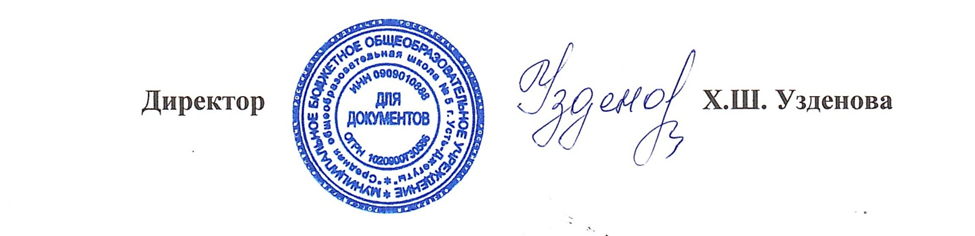 Директор
МУНИЦИПАЛЬНОЕ БЮДЖЕТНОЕ ОБЩЕОБРАЗОВАТЕЛЬНОЕ УЧРЕЖДЕНИЕ *
"Средняя общеобразовательная школа № 5 г. Усть-Джегуты" *
ИНН 0909010888
ДЛЯ
ДОКУМЕНТОВ
ОГРН 1020900730586
Узденов
Х.Ш. Узденова